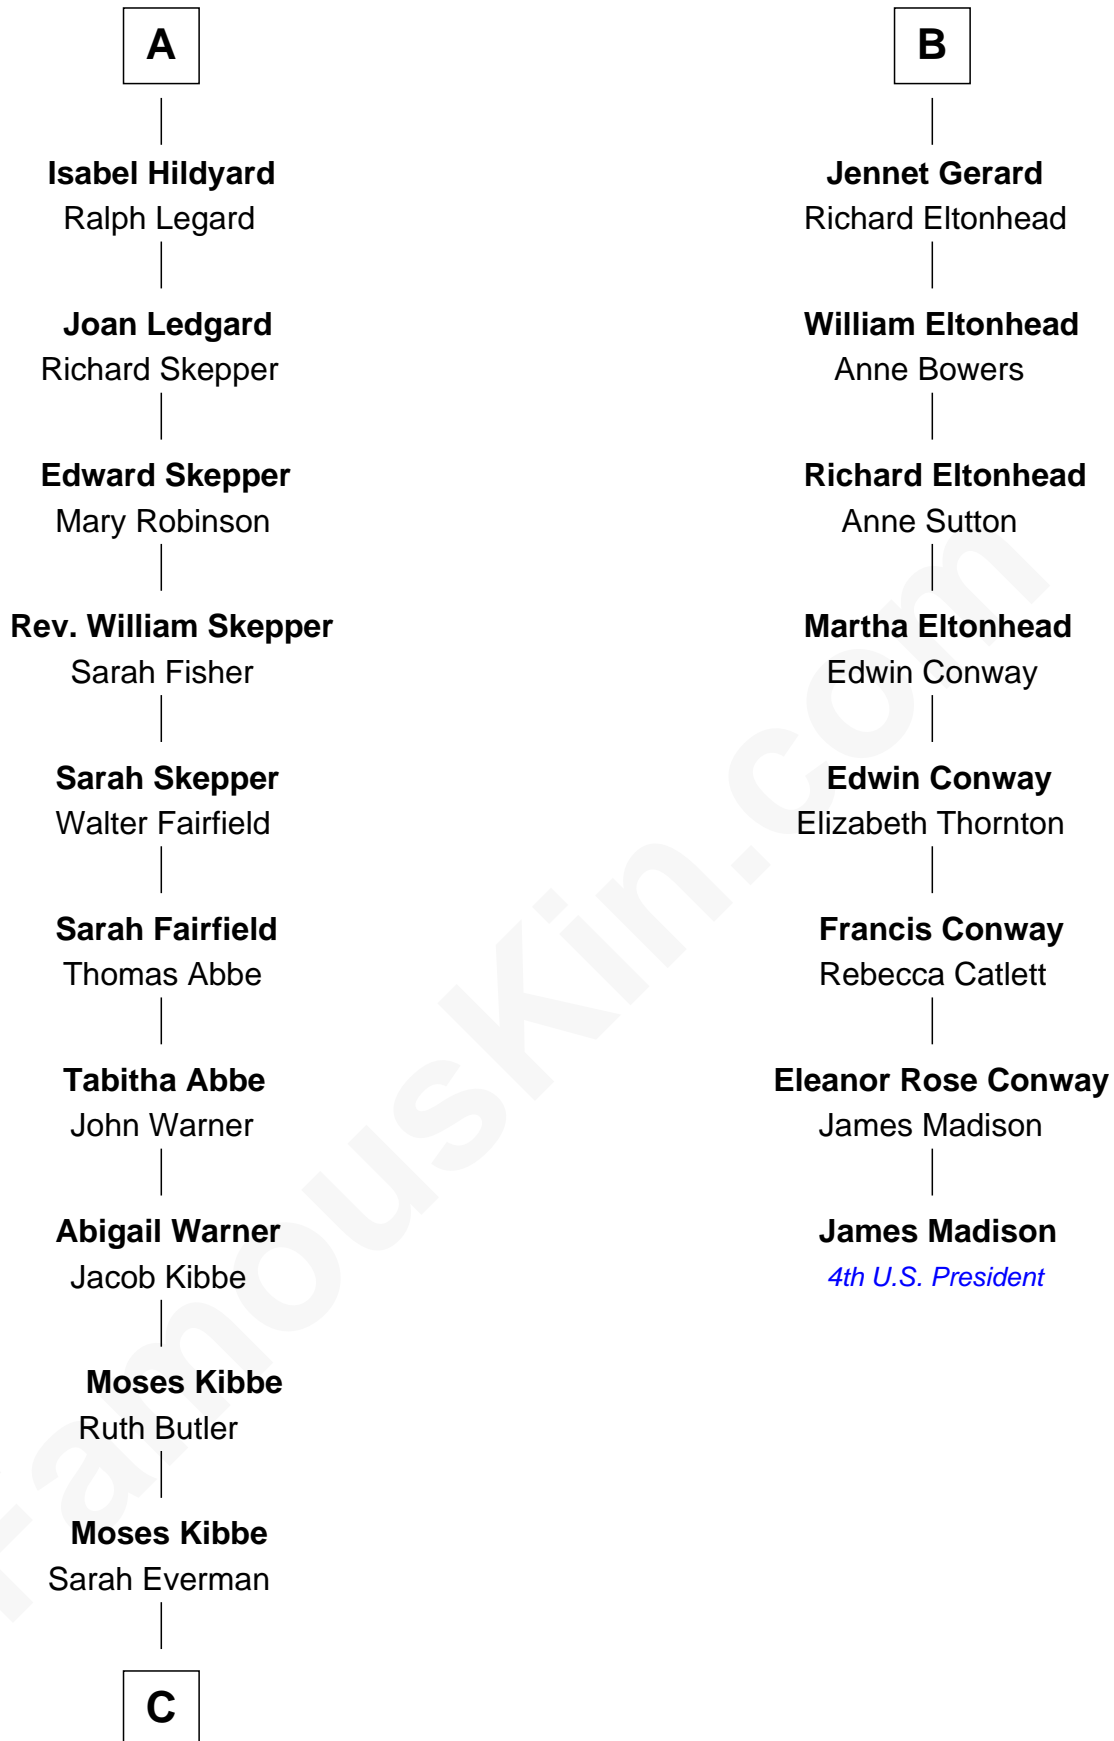 A
Isabel Hildyard
Ralph Legard
Joan Ledgard
Richard Skepper
Edward Skepper
Mary Robinson
Rev. William Skepper
Sarah Fisher
Sarah Skepper
Walter Fairfield
Sarah Fairfield
Thomas Abbe
Tabitha Abbe
John Warner
Abigail Warner
Jacob Kibbe
Moses Kibbe
Ruth Butler
Moses Kibbe
Sarah Everman
C
B
Jennet Gerard
Richard Eltonhead
William Eltonhead
Anne Bowers
Richard Eltonhead
Anne Sutton
Martha Eltonhead
Edwin Conway
Edwin Conway
Elizabeth Thornton
Francis Conway
Rebecca Catlett
Eleanor Rose Conway
James Madison
James Madison
4th U.S. President
FamousKin.com